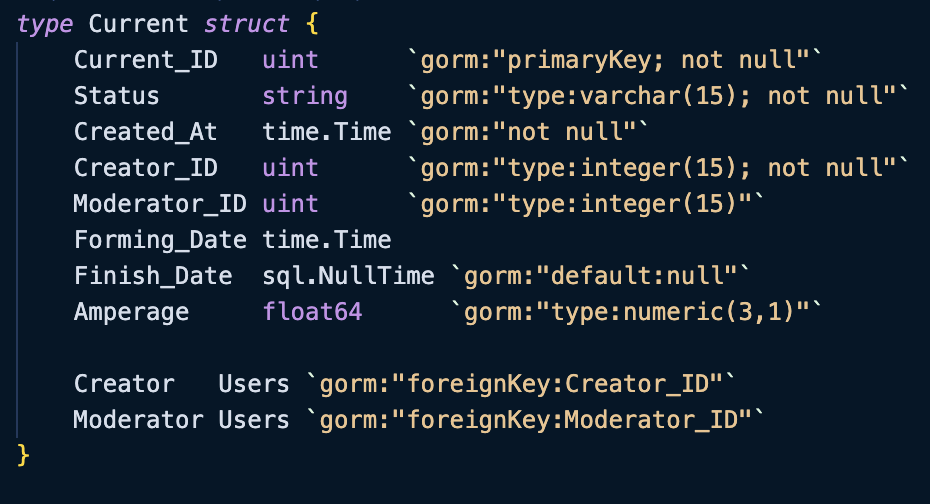 type Current struct {
    Current_ID   uint      `gorm:"primaryKey; not null"`
    Status       string    `gorm:"type:varchar(15); not null"`
    Created_At   time.Time `gorm:"not null"`
    Creator_ID   uint      `gorm:"type:integer(15); not null"`
    Moderator_ID uint      `gorm:"type:integer(15)"`
    Forming_Date time.Time
    Finish_Date  sql.NullTime `gorm:"default:null"`
    Amperage     float64      `gorm:"type:numeric(3,1)"`

    Creator   Users `gorm:"foreignKey:Creator_ID"`
    Moderator Users `gorm:"foreignKey:Moderator_ID"`
}